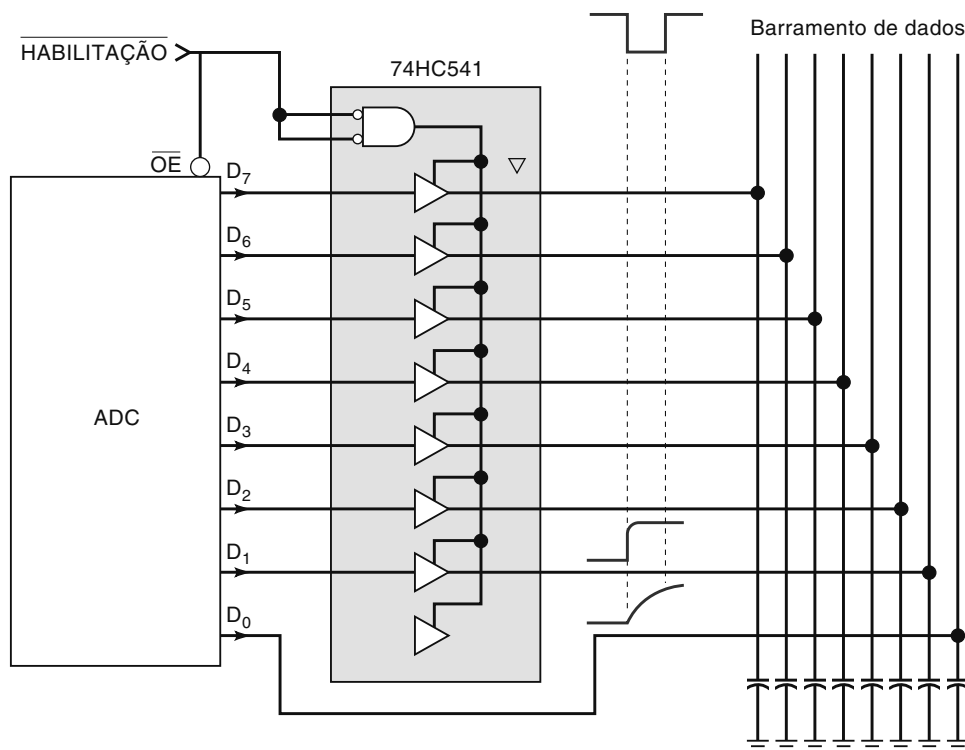 Barramento de dados
HABILITAÇÃO
74HC541
OE
D7
D6
D5
D4
ADC
D3
D2
D1
D0